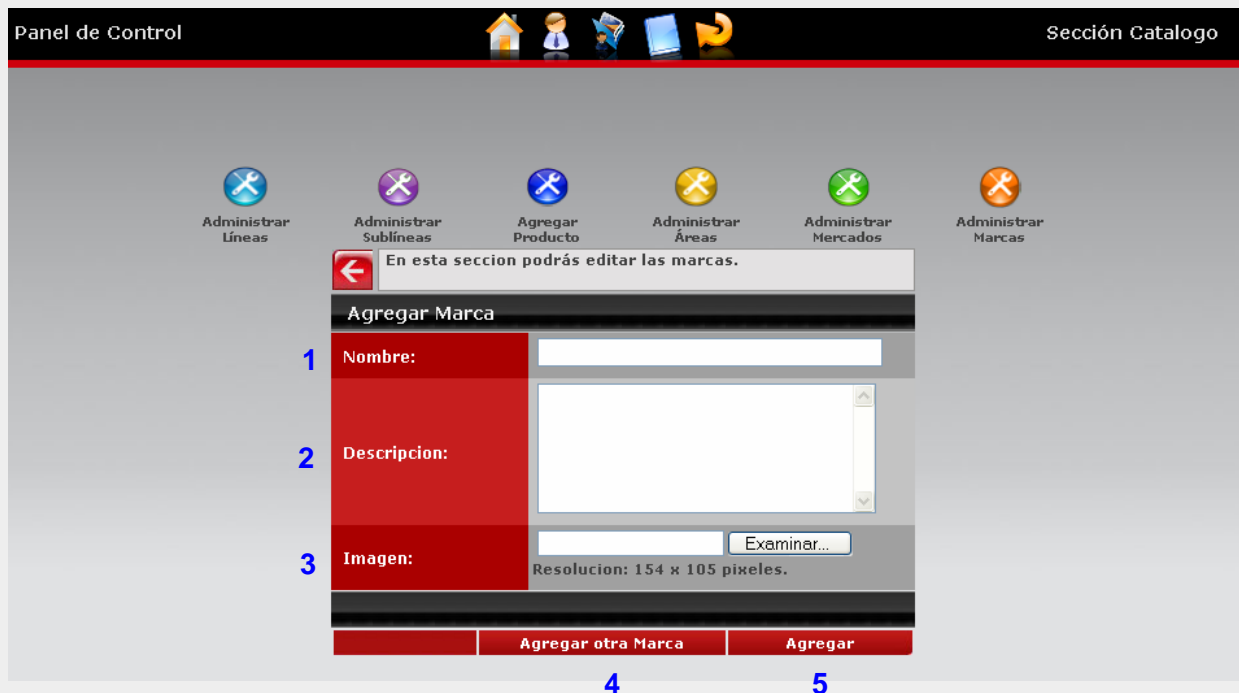 Panel de Control
Sección Catalogo
Administrar
Líneas
Administrar
Sublíneas
Agregar
Producto
Administrar
Áreas
Administrar
Mercados
Administrar
Marcas
En esta seccion podrás editar las marcas.
Agregar Marca
1 Nombre:
2 Descripcion:
3 Imagen:
Examinar...
Resolucion: 154 x 105 pixeles.
Agregar otra Marca
Agregar
4
5